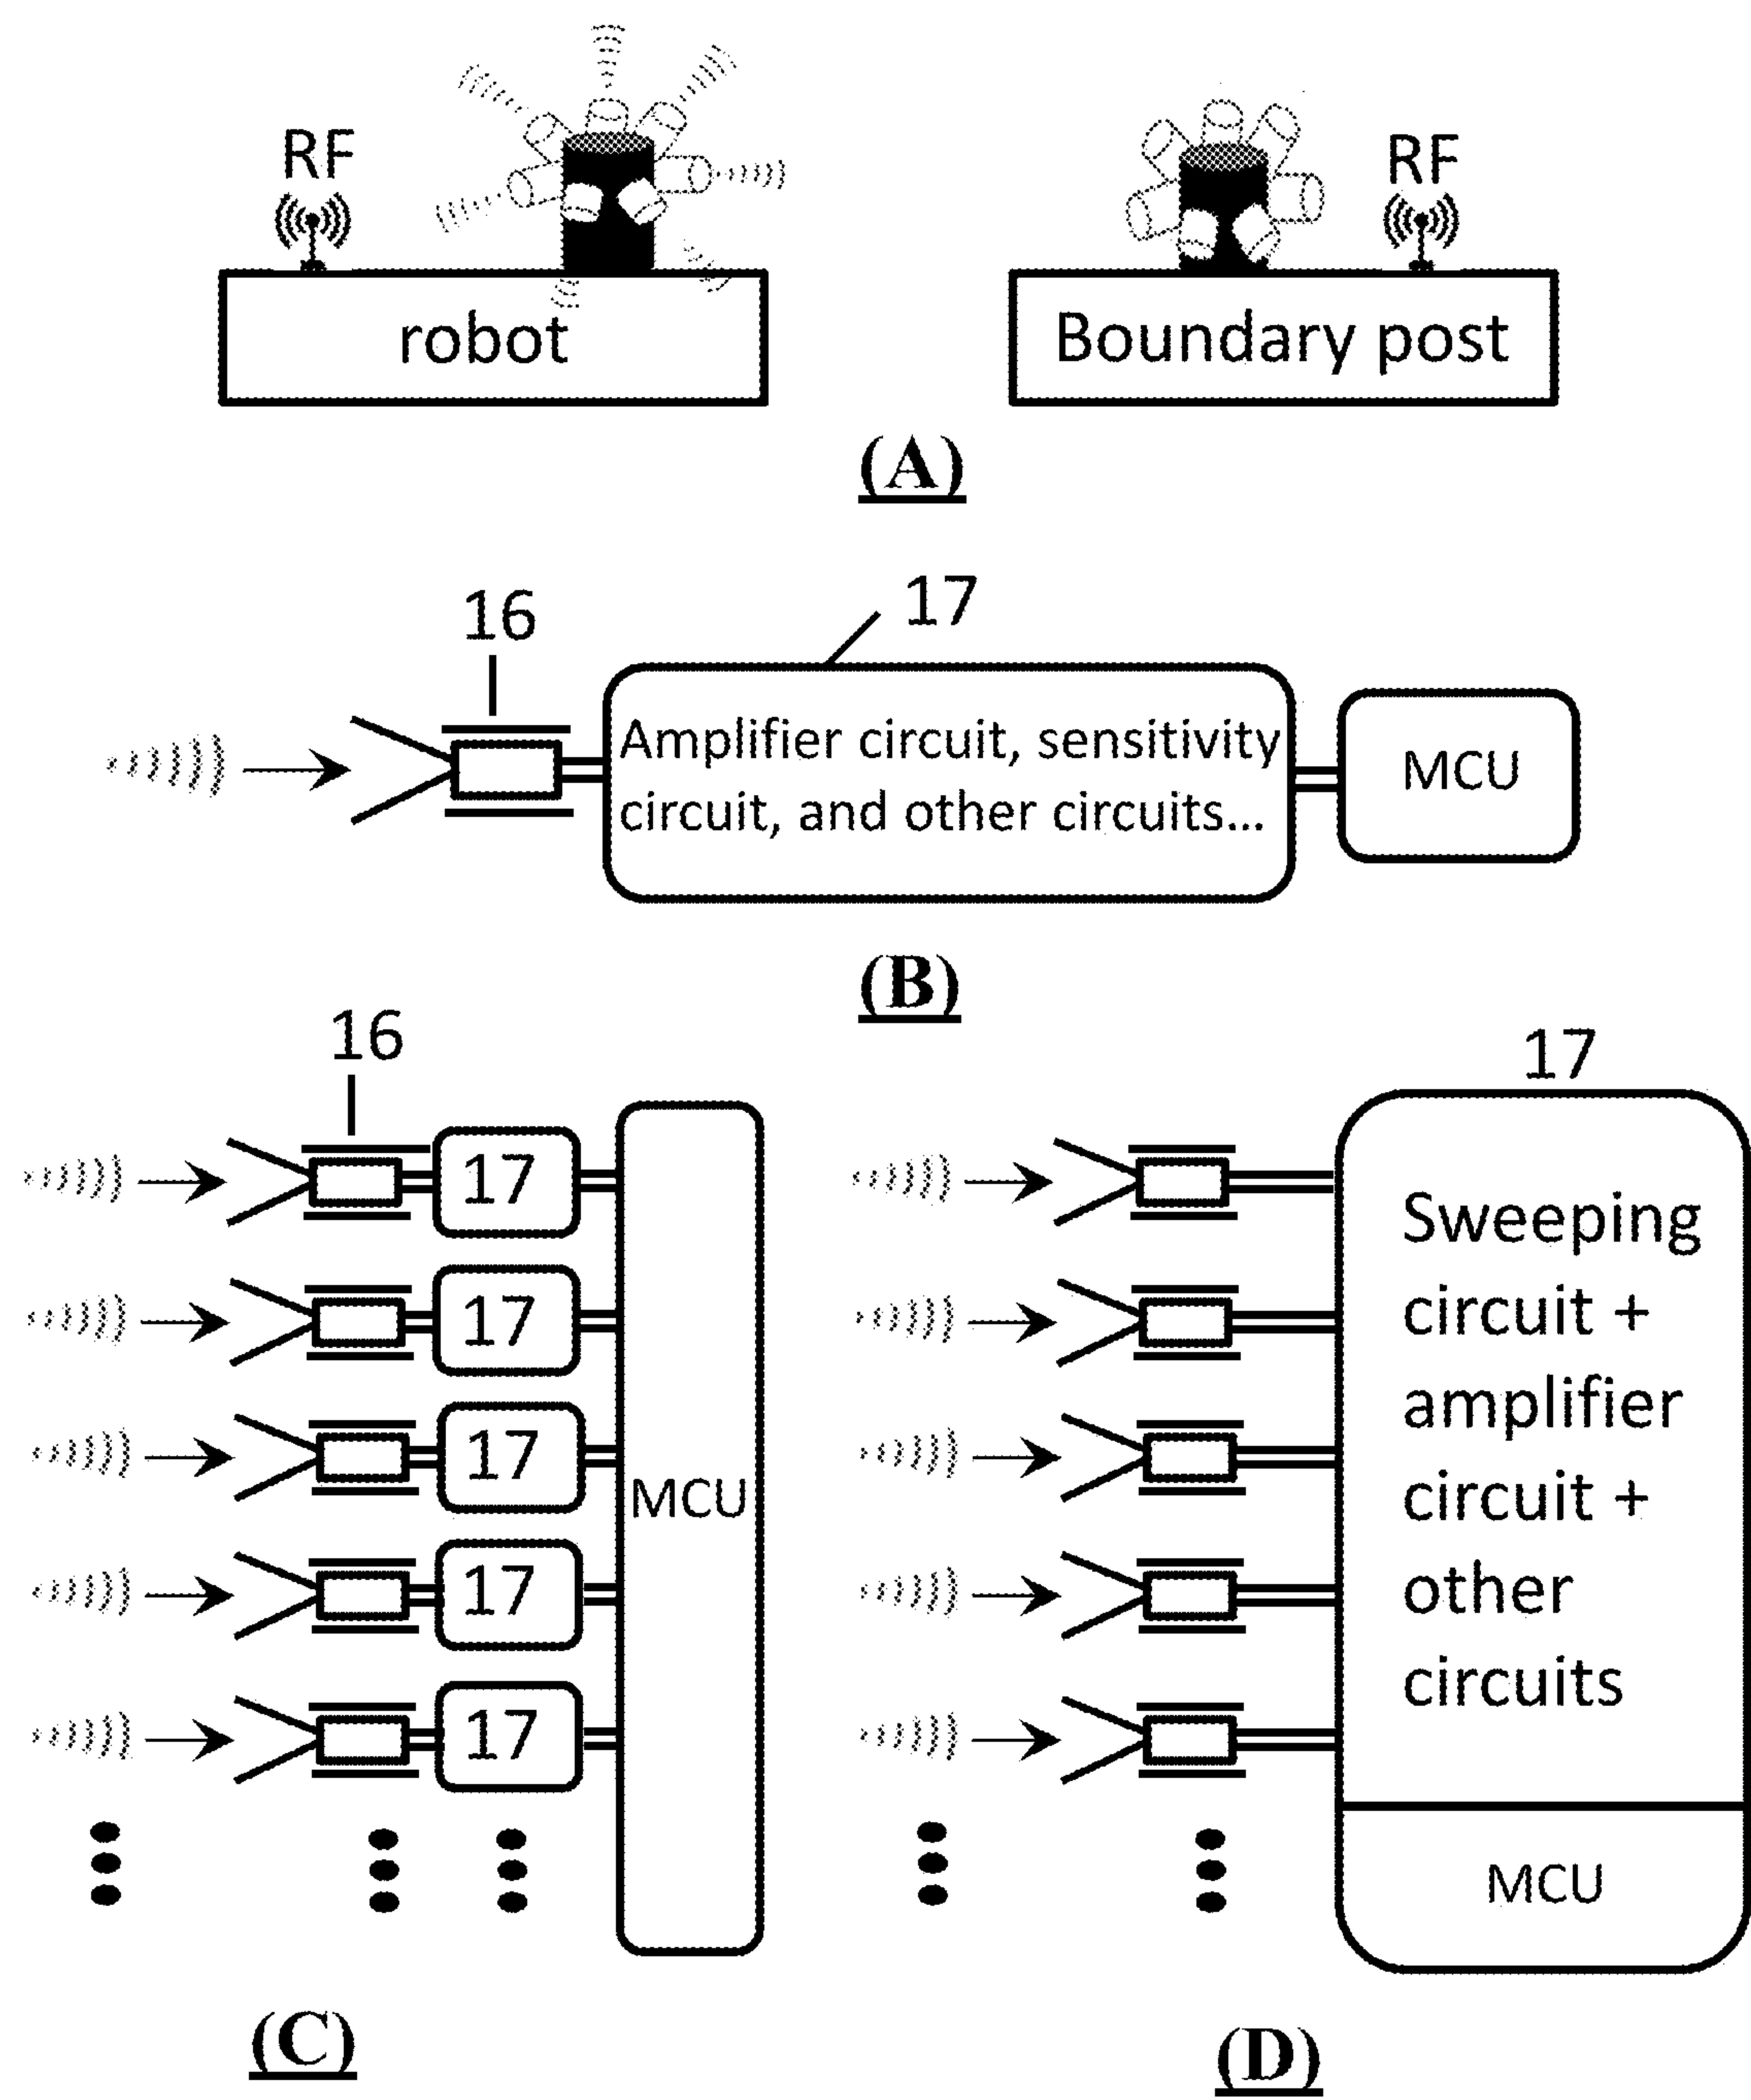 RF
RF
robot
Boundary post
(A)
16
17
Amplifier circuit, sensitivity
circuit, and other circuits...
MCU
(B)
16
17
17
17
17
17
MCU
(C)
17
Sweeping
circuit +
amplifier
circuit +
other
circuits
MCU
(D)